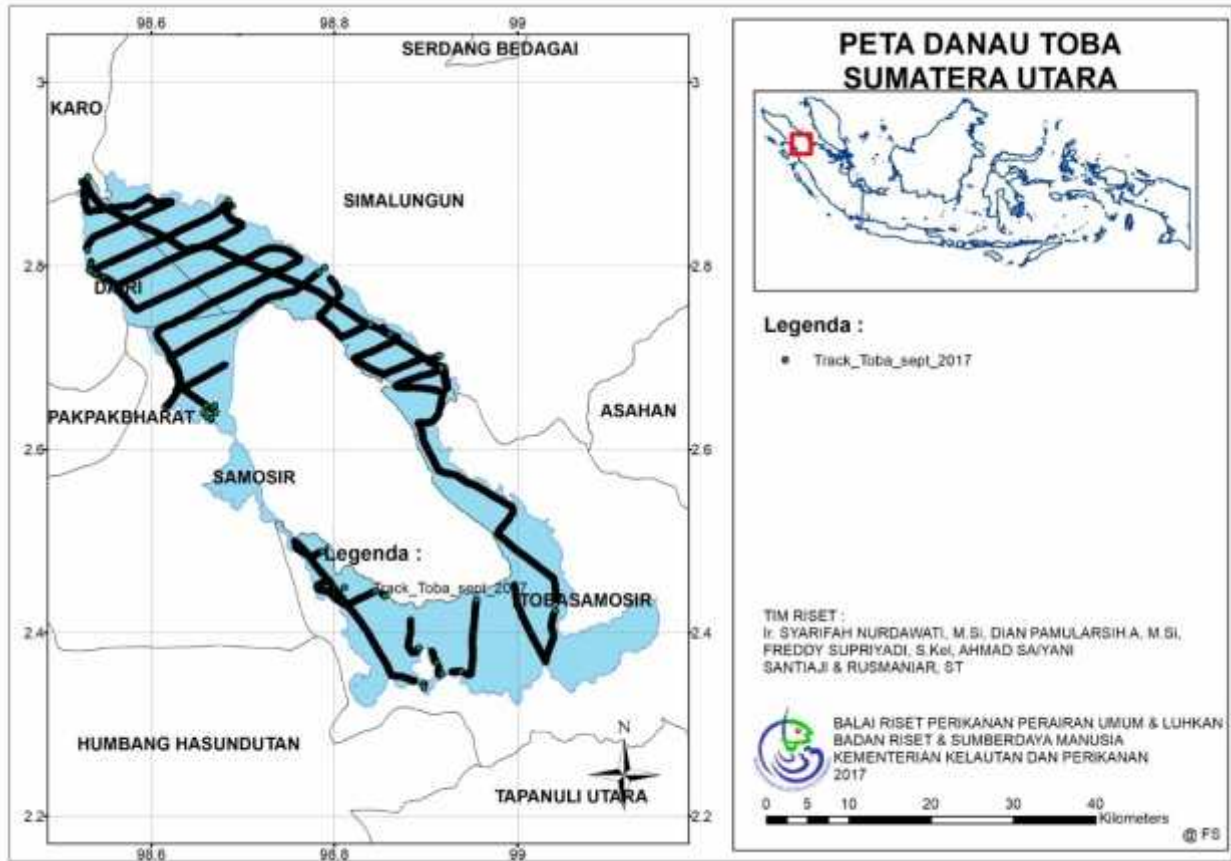 98.6 98.8 99
SERDANG BEDAGAI
3 3
KARO
SIMALUNGUN
2.8 2.8
DAIRI
ASAHAN
PAKPAKBHARAT
2.6 2.6
SAMOSIR
Legenda :
Track_Toba_sept_2017
TOBASAMOSIR
2.4 2.4
HUMBANG HASUNDUTAN
N
TAPANULI UTARA
2.2 2.2
98.6 98.8 99
PETA DANAU TOBA
SUMATERA UTARA
Legenda :
Track_Toba_sept_2017
TIM RISET :
Ir. SYARIFAH NURDAWATI, M.Si, DIAN PAMULARSIH.A, M.Si,
FREDDY SUPRIYADI, S.Kel, AHMAD SAIYANI
SANTIAJI & RUSMANIAR, ST
BALAI RISET PERIKANAN PERAIRAN UMUM & LUHKAN
BADAN RISET & SUMBERDAYA MANUSIA
KEMENTERIAN KELAUTAN DAN PERIKANAN
2017
0 5 10 20 30 40
Kilometers
@ FS